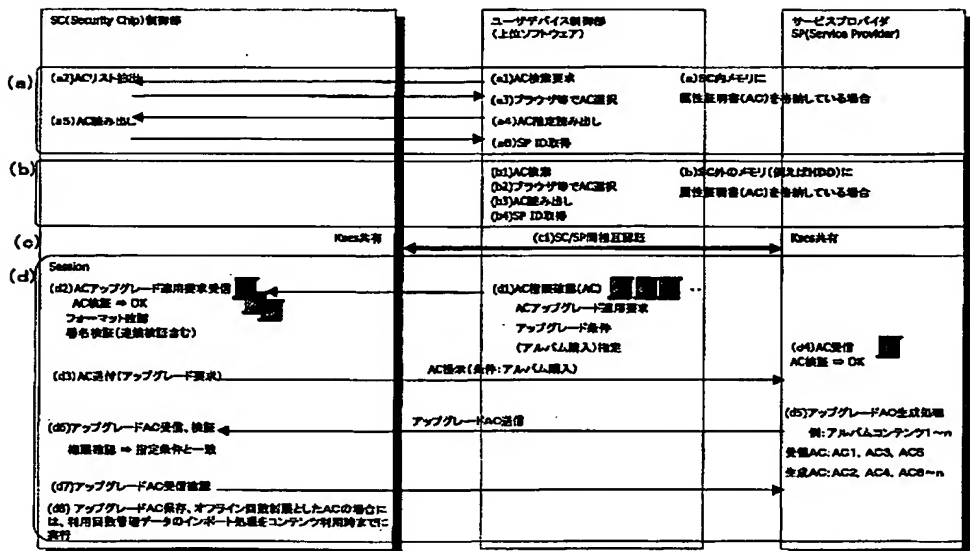 SC(Security Chip)制御部
ユーザデバイス制御部
(上位ソフトウェア)
サービスプロバイダ
SP(Service Provider)
(a)
(a2)ACリスト抽出
(a1)AC検索要求
(a)SC内メモリに
(a3)ブラウザ等でAC選択
属性証明書(AC)を格納している場合
(a5)AC読み出し
(a4)AC指定読み出し
(a6)SP ID取得
(b)
(b1)AC検索
(b)SC外のメモリ(例えばHDD)に
(b2)ブラウザ等でAC選択
属性証明書(AC)を格納している場合
(b3)AC読み出し
(b4)SP ID取得
(c)
Kses共有
(c1)SC/SP間相互認証
Kses共有
(d)
Session
(d2)ACアップグレード適用要求受信
(d1)AC指定確認(AC)
AC検証 ⇒ OK
ACアップグレード適用要求
フォーマット確認
アップグレード条件
署名検証(連鎖検証含む)
(アルバム購入)指定
(d4)AC受信
AC検証 ⇒ OK
(d3)AC送付(アップグレード要求)
AC提示(条件:アルバム購入)
(d5)アップグレードAC生成処理
アップグレードAC送信
(d6)アップグレードAC受信、検証
例:アルバムコンテンツ1~n
権限確認 ⇒ 指定条件と一致
受領AC:AC1、AC3、AC5
生成AC:AC2、AC4、AC6~n
(d7)アップグレードAC受信確認
(d8) アップグレードAC保存、オフライン回数制限としたACの場合に
は、利用回数管理データのインポート処理をコンテンツ利用時までに
実行